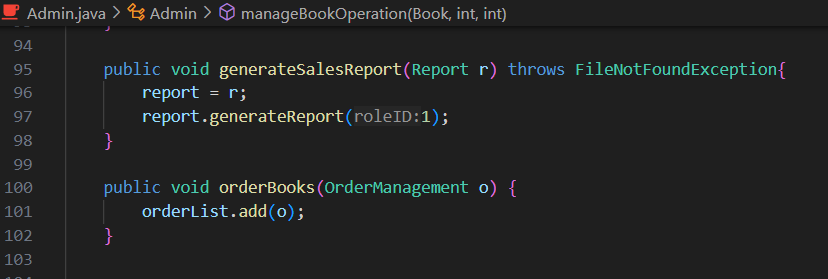 Admin.java > Admin > manageBookOperation(Book, int, int)
94
95 public void generateSalesReport(Report r) throws FileNotFoundException{
96 report = r;
97 report.generateReport(roleID:1);
98 }
99
100 public void orderBooks(OrderManagement o) {
101 orderList.add(o);
102 }
103